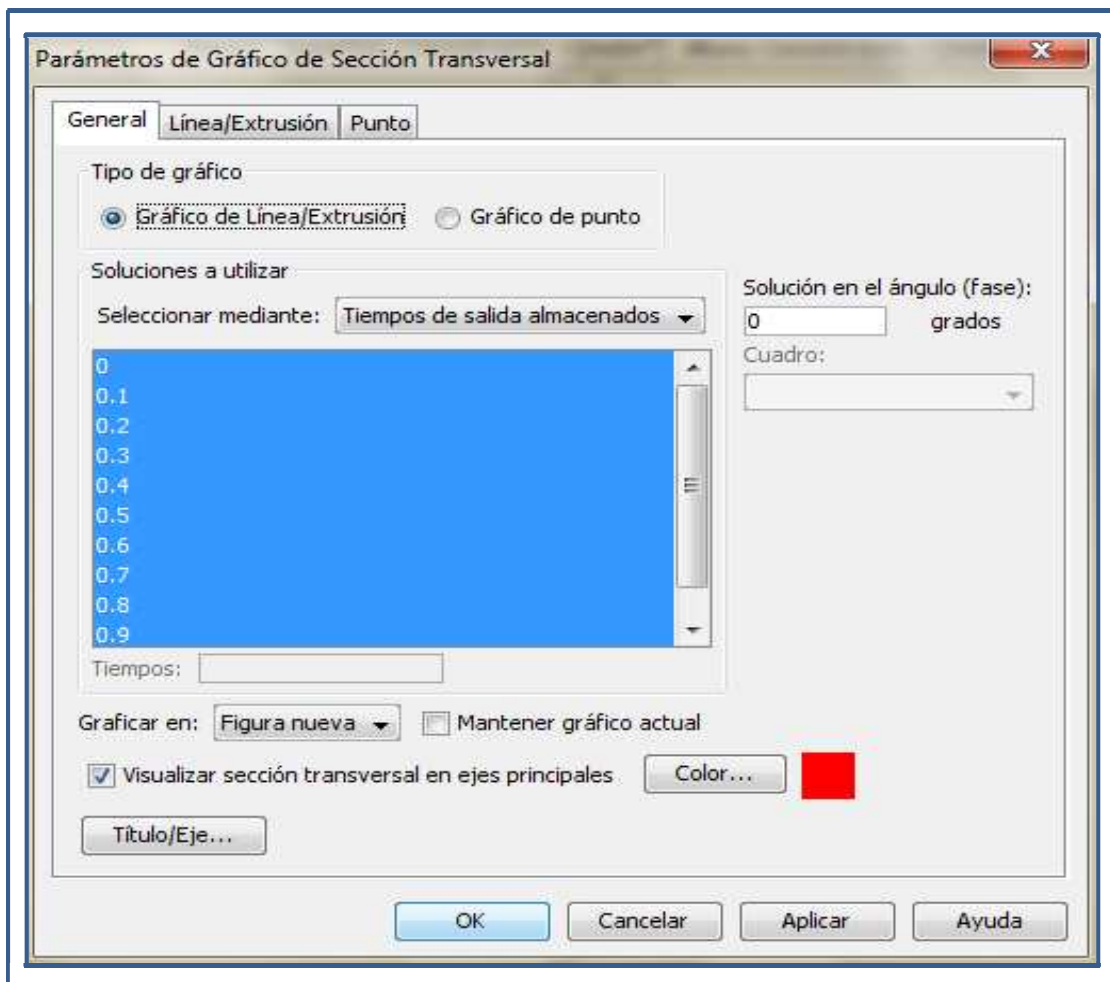 Parámetros de Gráfico de Sección Transversal
General Línea/Extrusión Punto
Tipo de gráfico
Gráfico de Línea/Extrusión Gráfico de punto
Soluciones a utilizar
Seleccionar mediante: Tiempos de salida almacenados
0
0.1
0.2
0.3
0.4
0.5
0.6
0.7
0.8
0.9
Tiempos:
Solución en el ángulo (fase):
0 grados
Cuadro:
Graficar en: Figura nueva Mantener gráfico actual
Visualizar sección transversal en ejes principales Color...
Título/Eje...
OK Cancelar Aplicar Ayuda